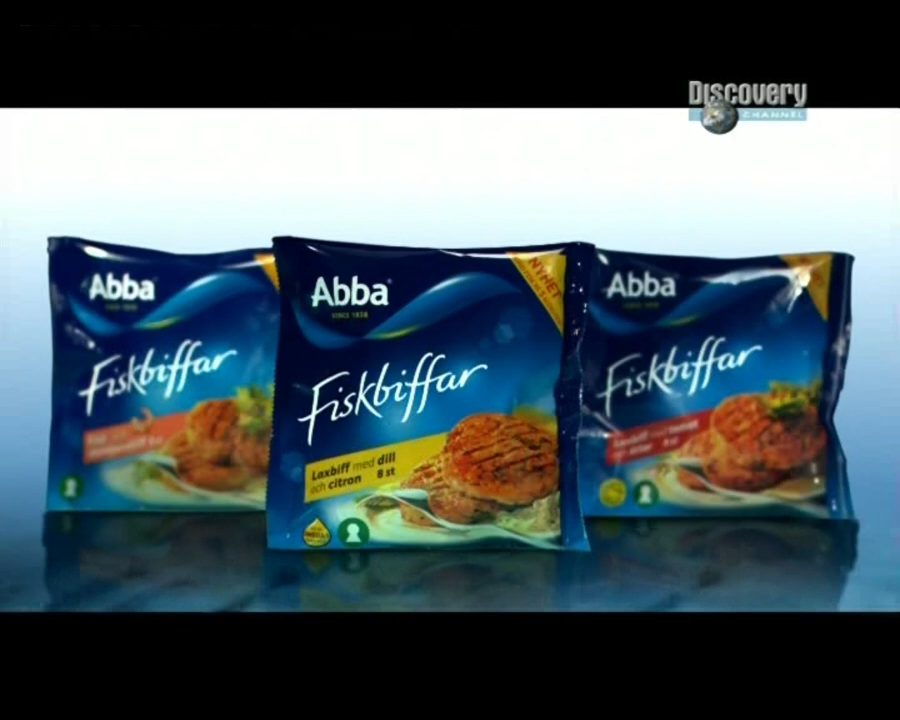 Discovery
CHANNEL
Abba
Fiskbiffar
Abba
SINCE 1838
NYHET
Fiskbiffar
Laxbiff med dill
och citron 8 st
Abba
Fiskbiffar